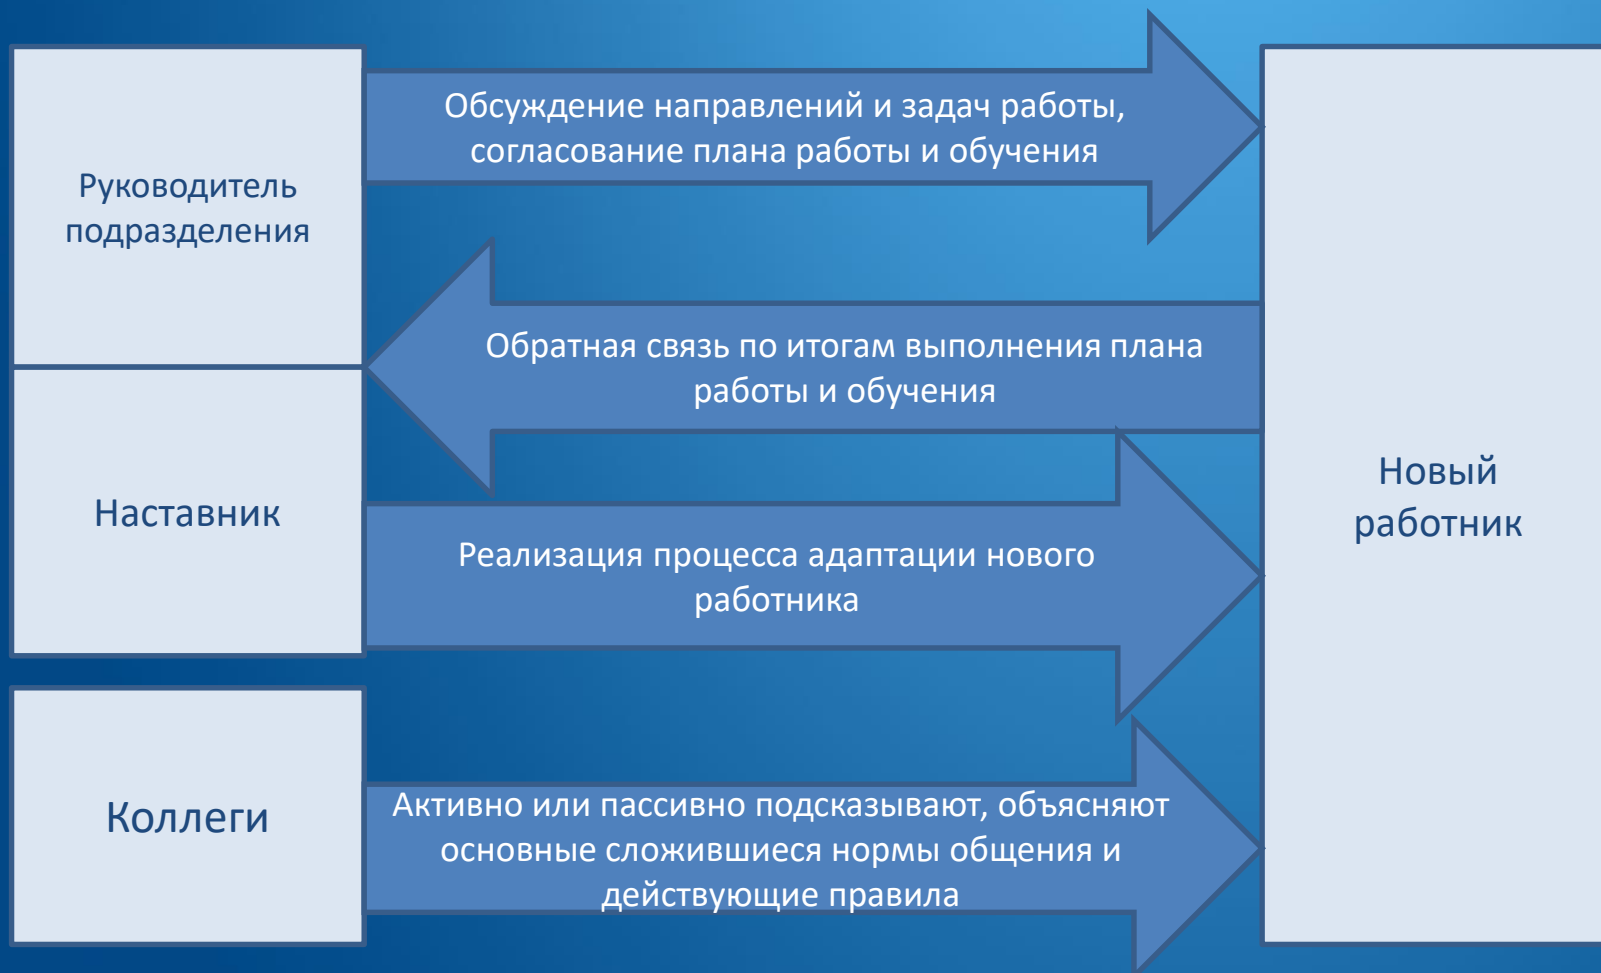 Руководитель
подразделения
Обсуждение направлений и задач работы,
согласование плана работы и обучения
Обратная связь по итогам выполнения плана
работы и обучения
Наставник
Реализация процесса адаптации нового
работника
Новый
работник
Коллеги
Активно или пассивно подсказывают, объясняют
основные сложившиеся нормы общения и
действующие правила